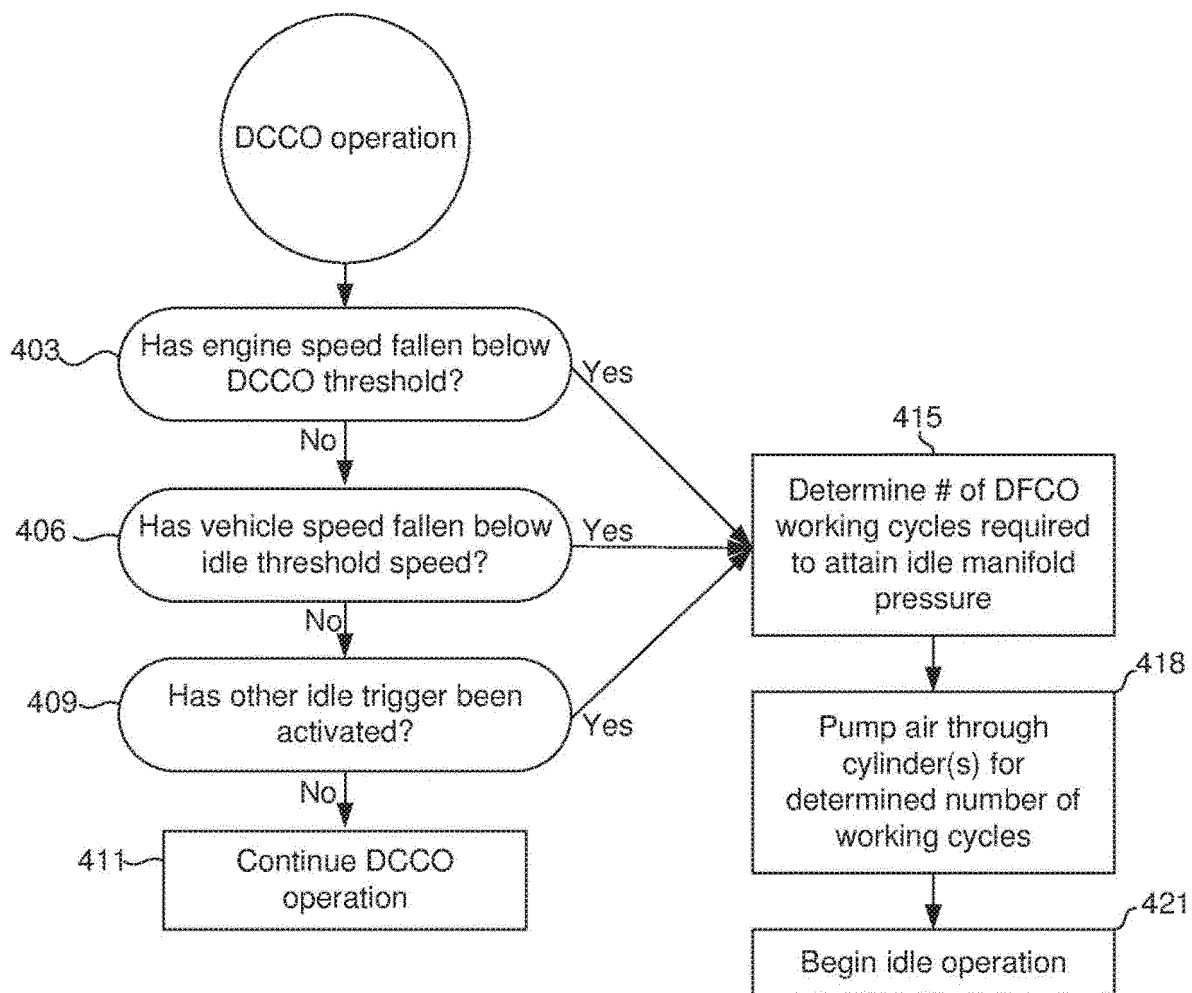 DCCO operation
403
Has engine speed fallen below
DCCO threshold?
Yes
No
406
Has vehicle speed fallen below
idle threshold speed?
Yes
No
409
Has other idle trigger been
activated?
Yes
No
411
Continue DCCO
operation
415
Determine # of DFCO
working cycles required
to attain idle manifold
pressure
418
Pump air through
cylinder(s) for
determined number of
working cycles
421
Begin idle operation